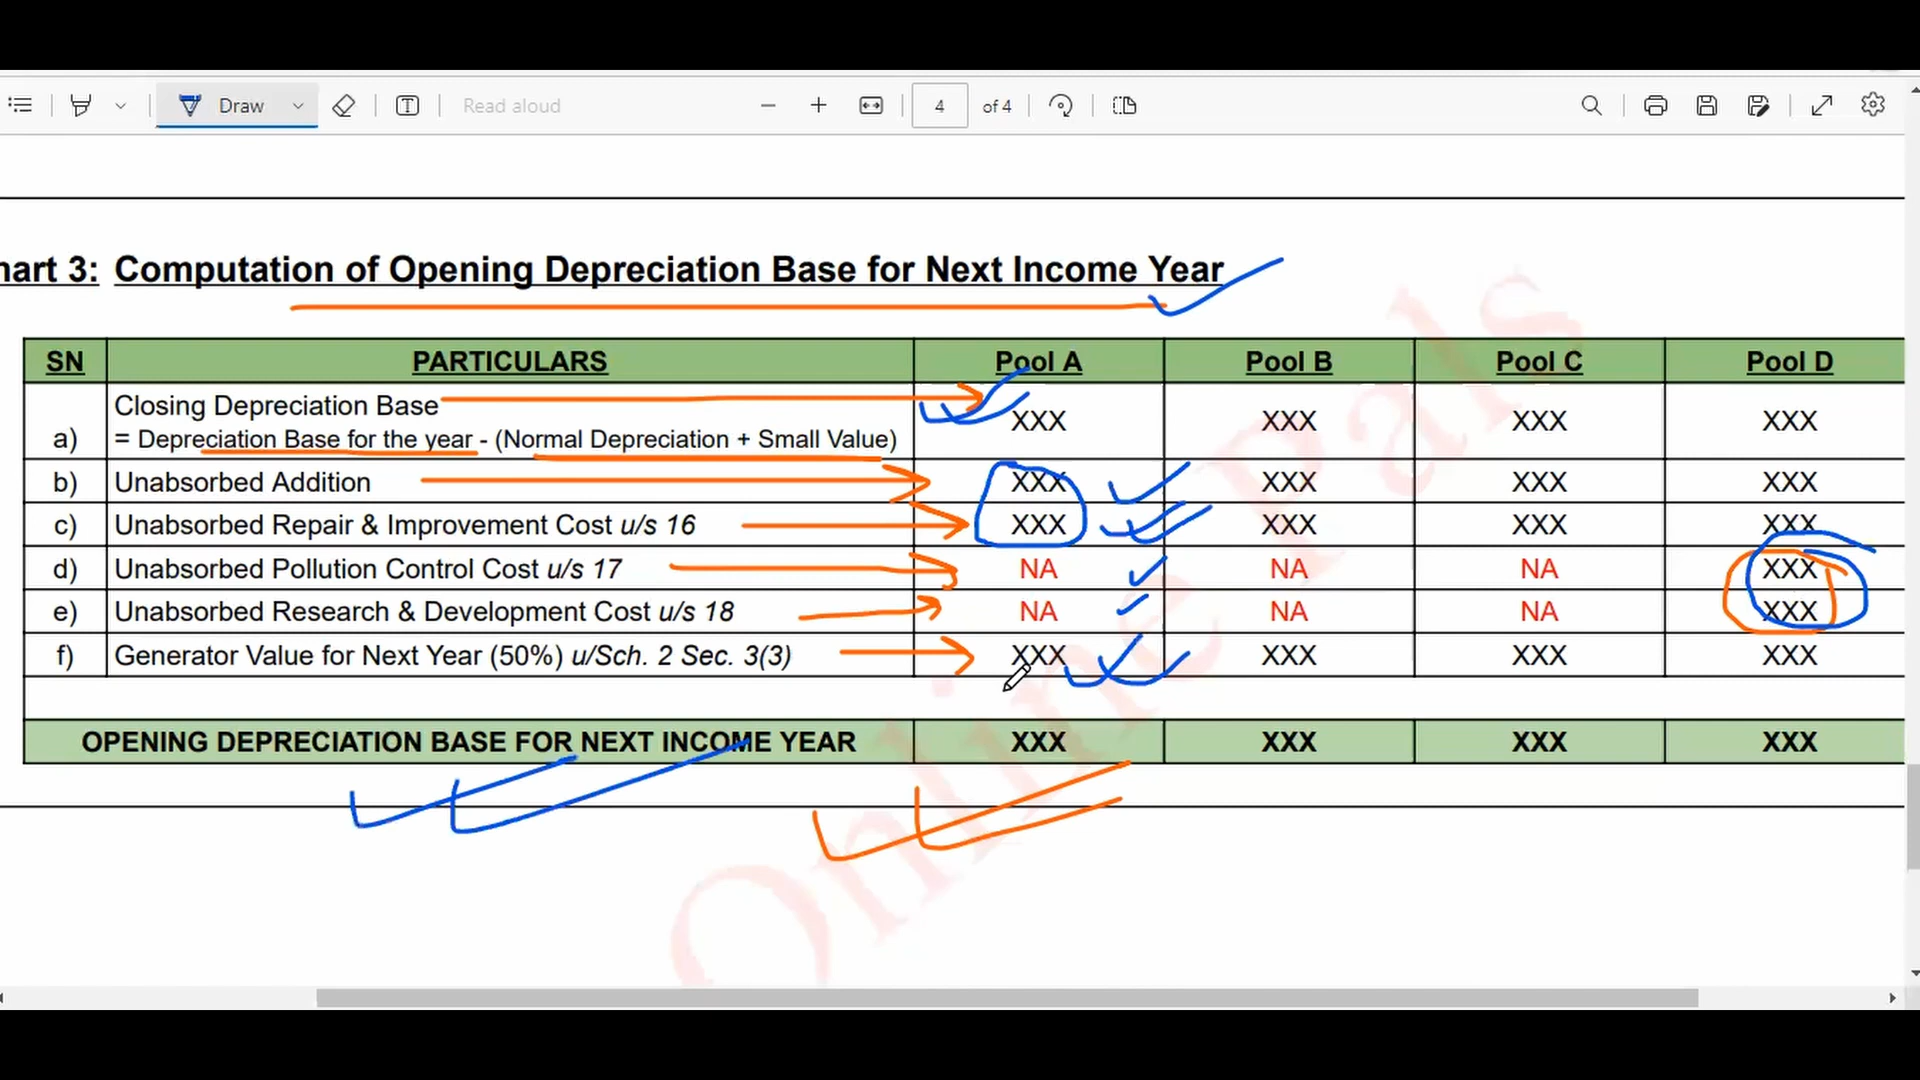 Draw
Read aloud
4 of 4
hart 3: Computation of Opening Depreciation Base for Next Income Year
SN PARTICULARS Pool A Pool B Pool C Pool D
a) Closing Depreciation Base
= Depreciation Base for the year - (Normal Depreciation + Small Value) XXX XXX XXX XXX
b) Unabsorbed Addition XXX XXX XXX XXX
c) Unabsorbed Repair & Improvement Cost u/s 16 XXX XXX XXX XXX
d) Unabsorbed Pollution Control Cost u/s 17 NA NA NA XXX
e) Unabsorbed Research & Development Cost u/s 18 NA NA NA XXX
f) Generator Value for Next Year (50%) u/Sch. 2 Sec. 3(3) XXX XXX XXX XXX
OPENING DEPRECIATION BASE FOR NEXT INCOME YEAR XXX XXX XXX XXX
Online Pals